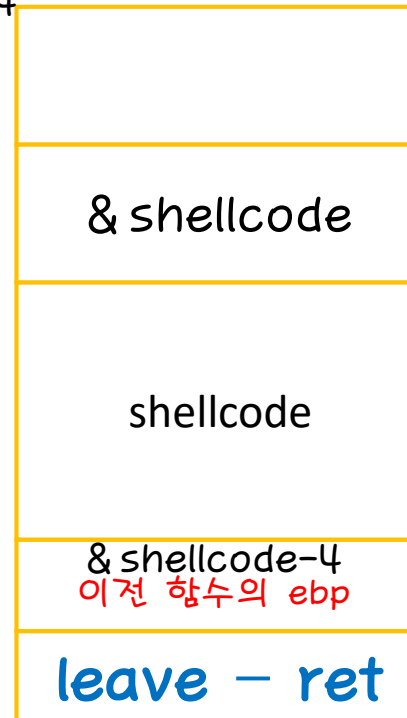 & shellcode
shellcode
& shellcode-4
이전 함수의 ebp
leave - ret